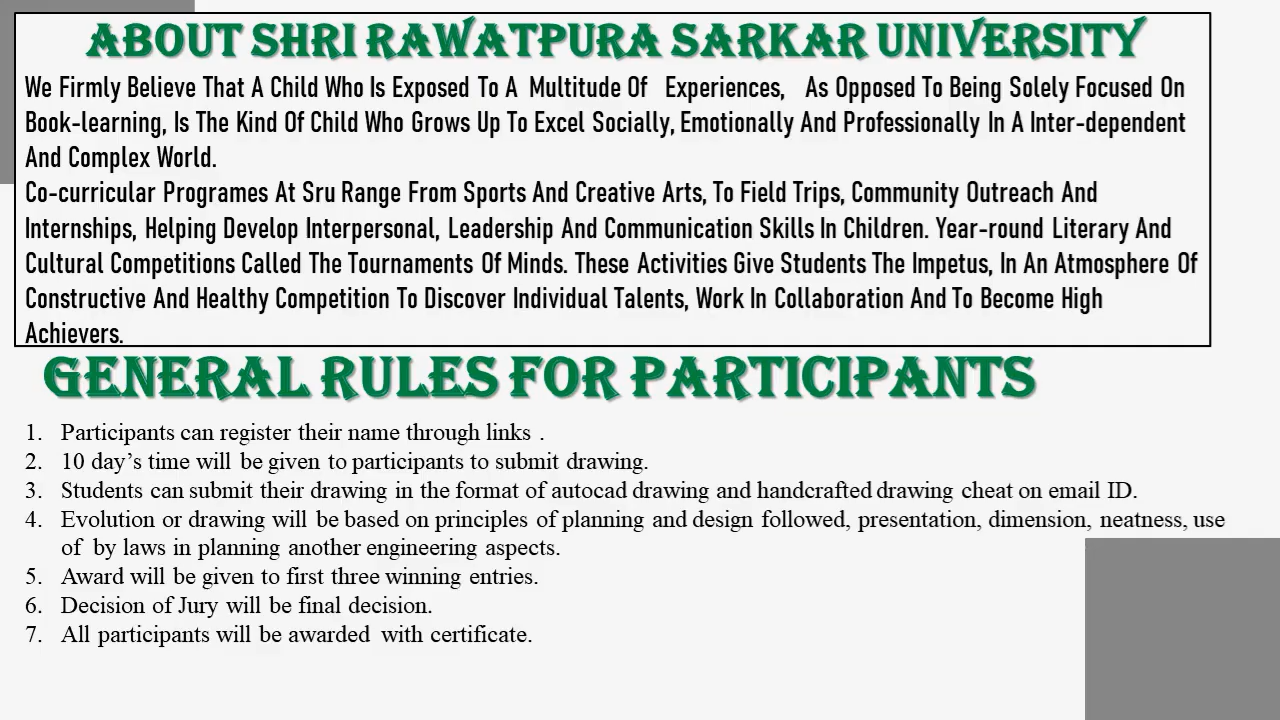 ABOUT SHRI RAWATPURA SARKAR UNIVERSITY
We Firmly Believe That A Child Who Is Exposed To A Multitude Of Experiences, As Opposed To Being Solely Focused On
Book-learning, Is The Kind Of Child Who Grows Up To Excel Socially, Emotionally And Professionally In A Inter-dependent
And Complex World.
Co-curricular Programes At Sru Range From Sports And Creative Arts, To Field Trips, Community Outreach And
Internships, Helping Develop Interpersonal, Leadership And Communication Skills In Children. Year-round Literary And
Cultural Competitions Called The Tournaments Of Minds. These Activities Give Students The Impetus, In An Atmosphere Of
Constructive And Healthy Competition To Discover Individual Talents, Work In Collaboration And To Become High
Achievers.
GENERAL RULES FOR PARTICIPANTS
1. Participants can register their name through links .
2. 10 day’s time will be given to participants to submit drawing.
3. Students can submit their drawing in the format of autocad drawing and handcrafted drawing cheat on email ID.
4. Evolution or drawing will be based on principles of planning and design followed, presentation, dimension, neatness, use
of by laws in planning another engineering aspects.
5. Award will be given to first three winning entries.
6. Decision of Jury will be final decision.
7. All participants will be awarded with certificate.